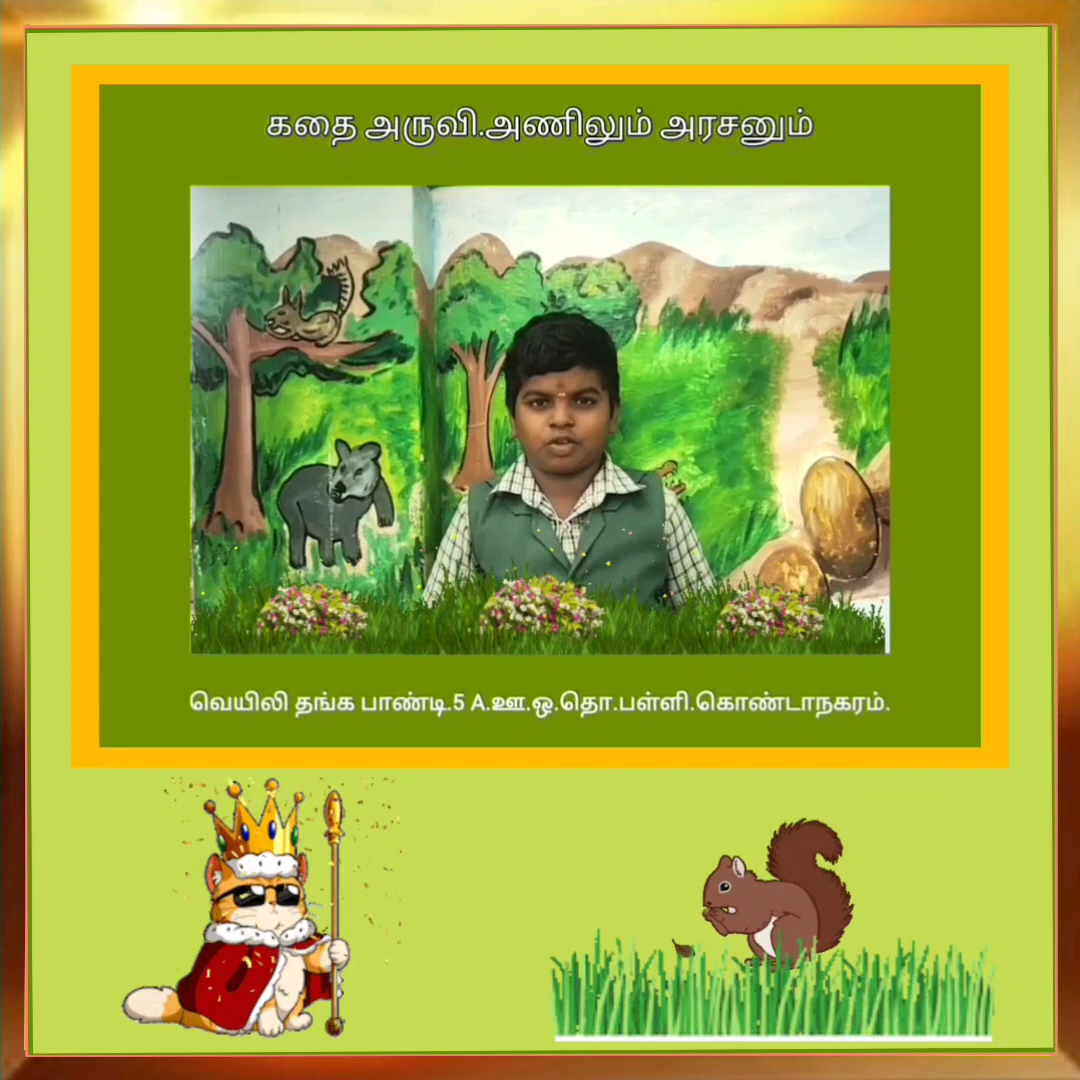 கதை அருவி.அணிலும் அரசனும்
வெயிலி தங்க பாண்டி.5 A.ஊ.ஒ.தொ.பள்ளி.கொண்டாநகரம்.